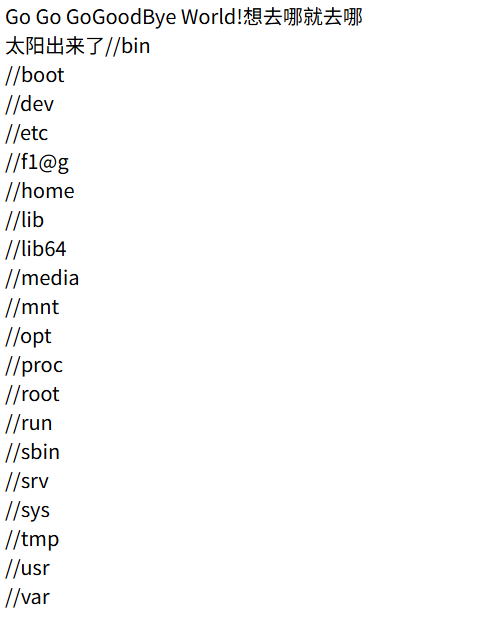 Go Go GoGoodBye World!想去哪就去哪
太阳出来了//bin
//boot
//dev
//etc
//f1@g
//home
//lib
//lib64
//media
//mnt
//opt
//proc
//root
//run
//sbin
//srv
//sys
//tmp
//usr
//var